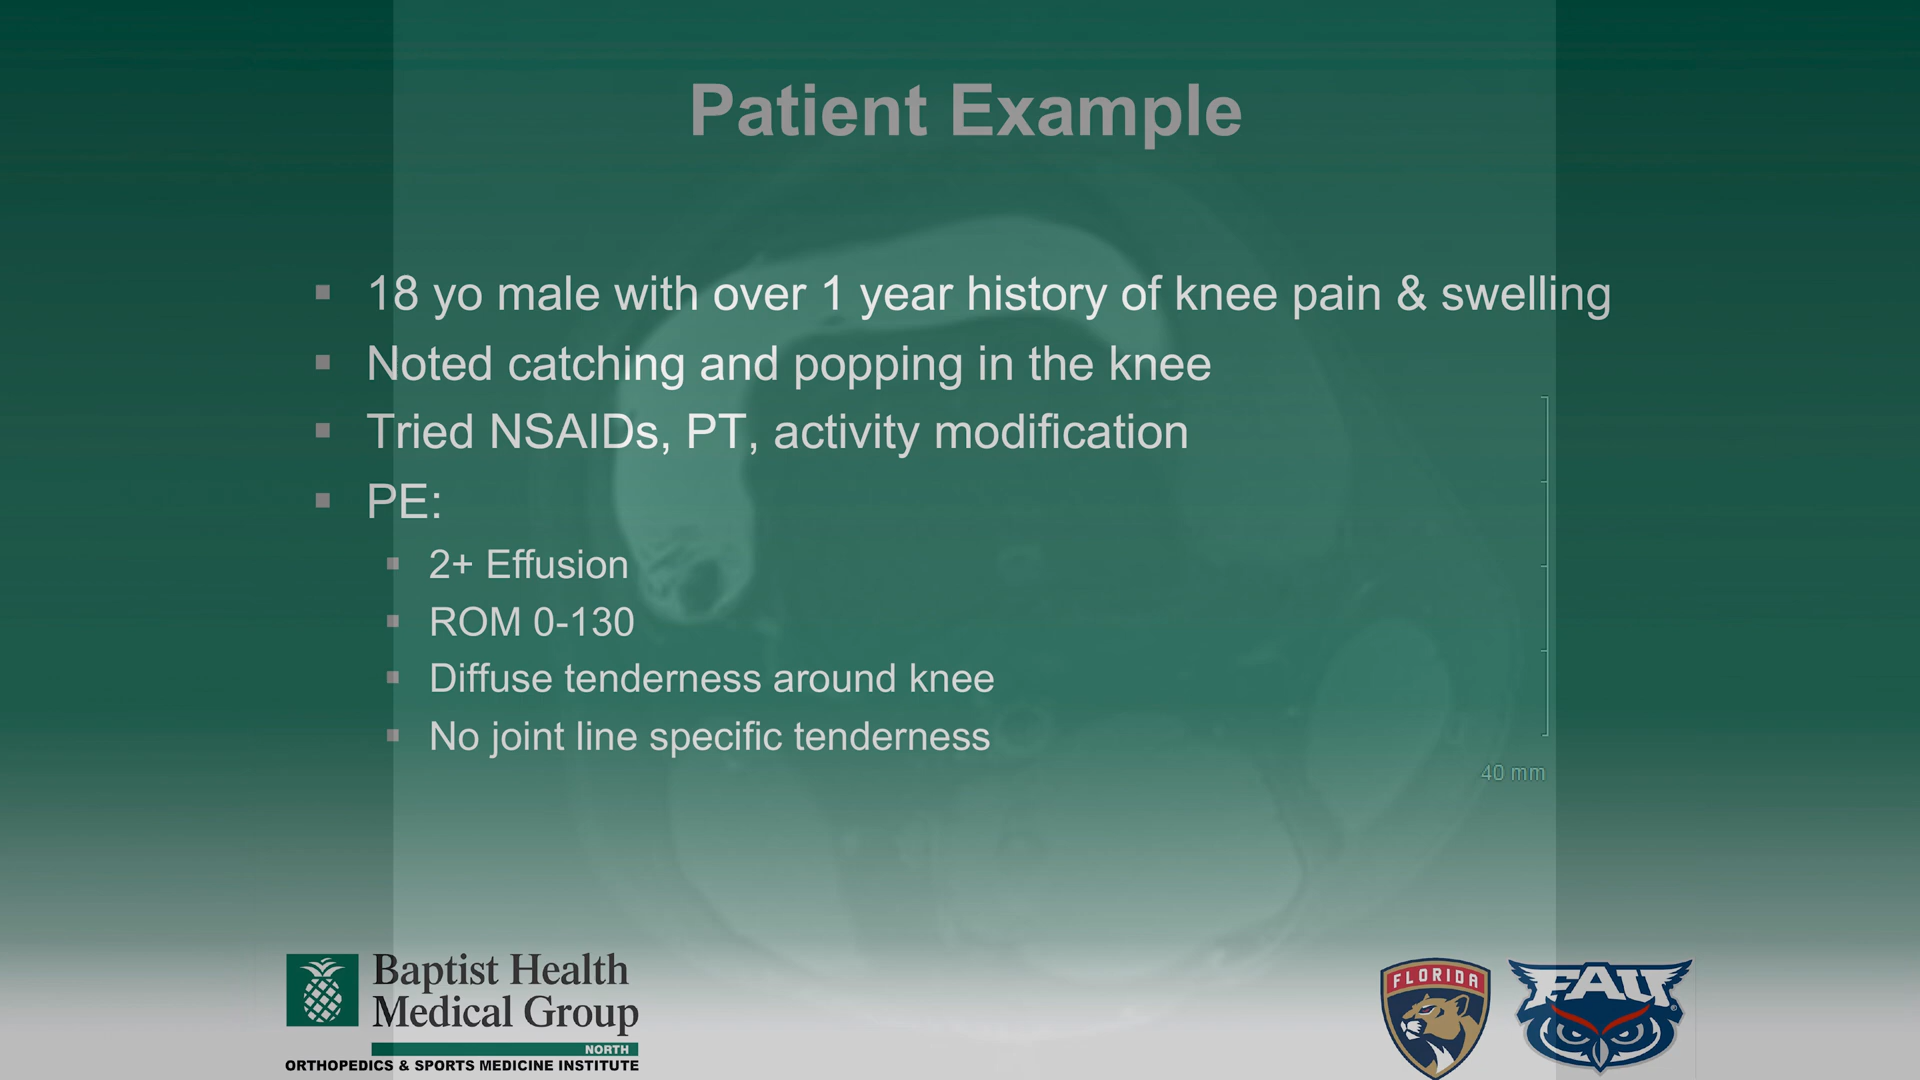 Patient Example
18 yo male with over 1 year history of knee pain & swelling
Noted catching and popping in the knee
Tried NSAIDs, PT, activity modification
PE:
2+ Effusion
ROM 0-130
Diffuse tenderness around knee
No joint line specific tenderness
40 mm
Baptist Health
Medical Group
NORTH
ORTHOPEDICS & SPORTS MEDICINE INSTITUTE
FLORIDA
FAU